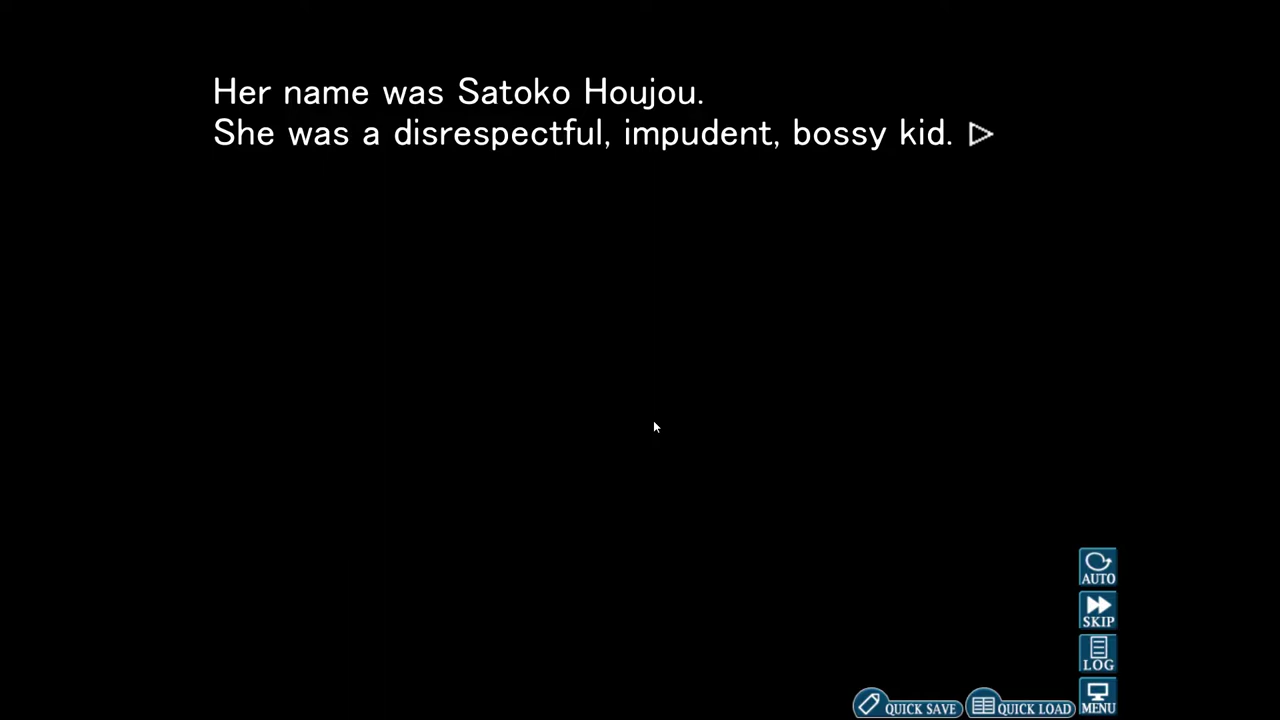 Her name was Satoko Houjou.
She was a disrespectful, impudent, bossy kid.
AUTO
SKIP
LOG
MENU
QUICK SAVE
QUICK LOAD